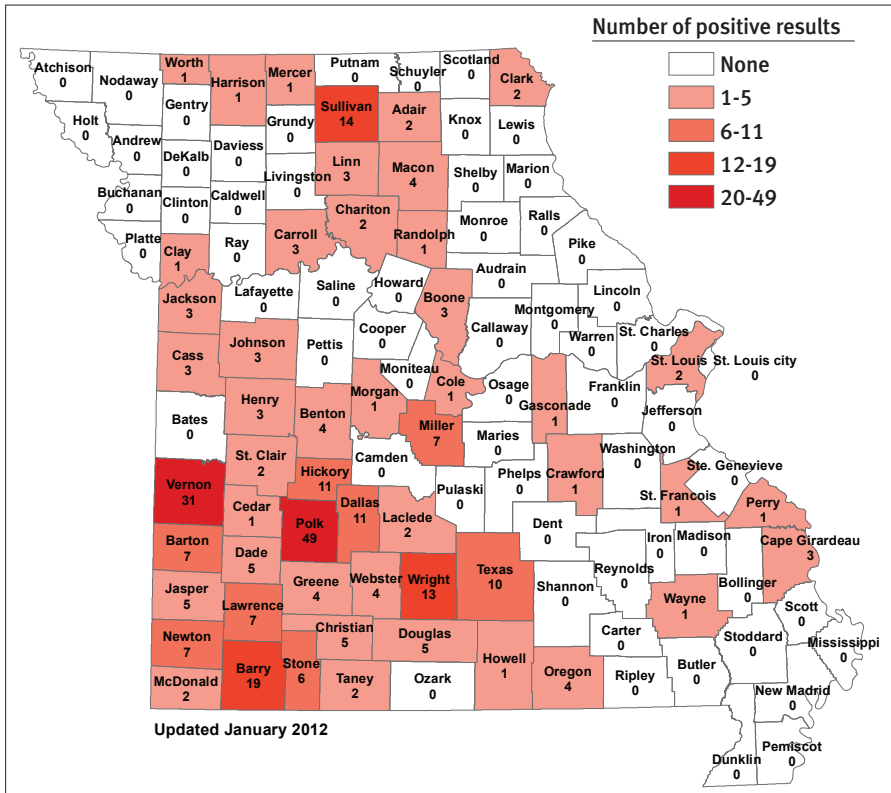 Number of positive results
None
1-5
6-11
12-19
20-49
Atchison
0
Nodaway
0
Worth
1
Harrison
1
Mercer
1
Putnam
0
Schuyler
0
Scotland
0
Clark
2
Holt
0
Gentry
0
Sullivan
14
Adair
2
Knox
0
Lewis
0
Andrew
0
DeKalb
0
Daviess
0
Grundy
0
Linn
3
Macon
4
Shelby
0
Marion
0
Buchanan
0
Clinton
0
Caldwell
0
Livingston
0
Chariton
2
Randolph
1
Monroe
0
Ralls
0
Pike
0
Platte
0
Clay
1
Ray
0
Carroll
3
Audrain
0
Jackson
3
Lafayette
0
Saline
0
Howard
0
Boone
3
Callaway
0
Montgomery
0
Lincoln
0
Warren
0
St. Charles
0
St. Louis
2
St. Louis city
0
Cass
3
Johnson
3
Pettis
0
Cooper
0
Moniteau
0
Cole
1
Osage
0
Gasconade
1
Franklin
0
Jefferson
0
Bates
0
Henry
3
Benton
4
Morgan
1
Miller
7
Maries
0
Camden
0
Phelps
0
Crawford
1
Washington
0
Ste. Genevieve
0
St. Francois
1
Perry
1
Vernon
31
St. Clair
2
Hickory
11
Dallas
11
Laclede
2
Pulaski
0
Dent
0
Iron
0
Madison
0
Cape Girardeau
3
Cedar
1
Polk
49
Barton
7
Dade
5
Greene
4
Webster
4
Wright
13
Texas
10
Shannon
0
Reynolds
0
Wayne
1
Bollinger
0
Scott
0
Mississippi
0
Jasper
5
Lawrence
7
Christian
5
Douglas
5
Howell
1
Oregon
4
Carter
0
Ripley
0
Butler
0
Stoddard
0
New Madrid
0
Newton
7
McDonald
2
Barry
19
Stone
6
Taney
2
Ozark
0
Dunklin
0
Pemiscot
0
Updated January 2012